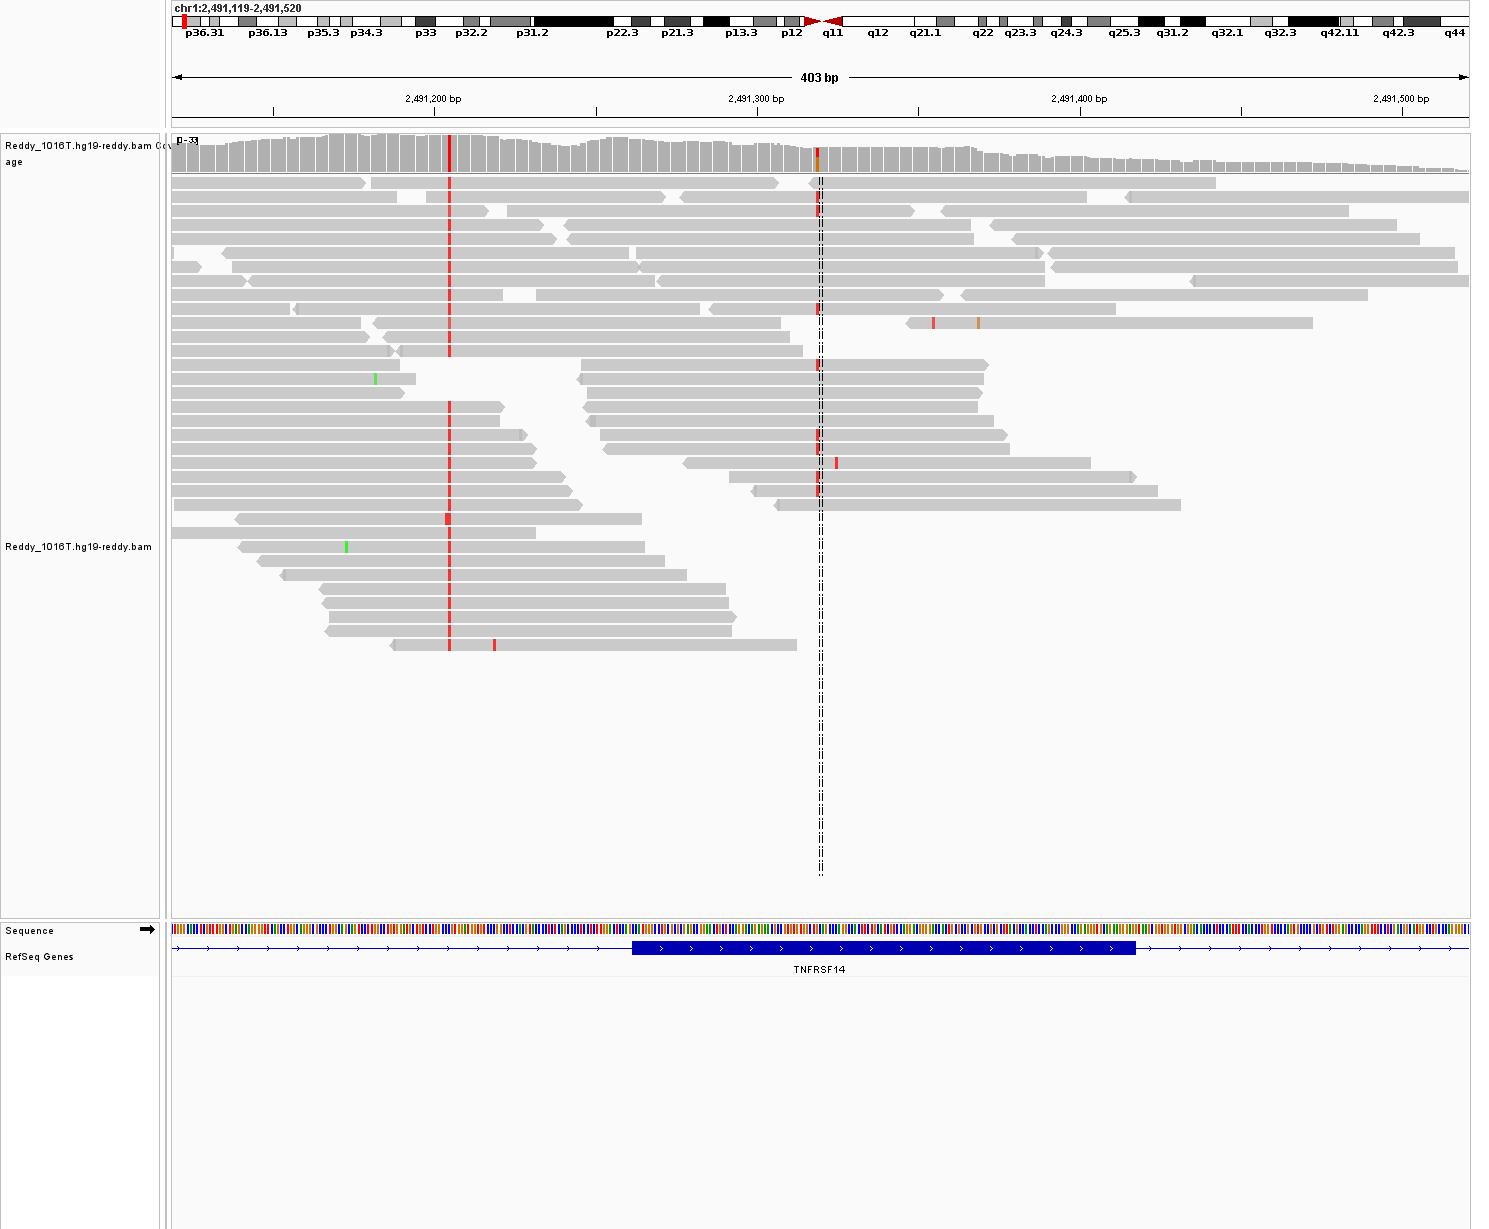 chr1:2,491,119-2,491,520
p36.31 p36.13 p35.3 p34.3 p33 p32.2 p31.2 p22.3 p21.3 p13.3 p12 q11 q12 q21.1 q22 q23.3 q24.3 q25.3 q31.2 q32.1 q32.3 q42.11 q42.3 q44
403 bp
2,491,200 bp 2,491,300 bp 2,491,400 bp 2,491,500 bp
Reddy_1016T.hg19-reddy.bam Cov
age
Reddy_1016T.hg19-reddy.bam
Sequence
RefSeq Genes
TNFRSF14